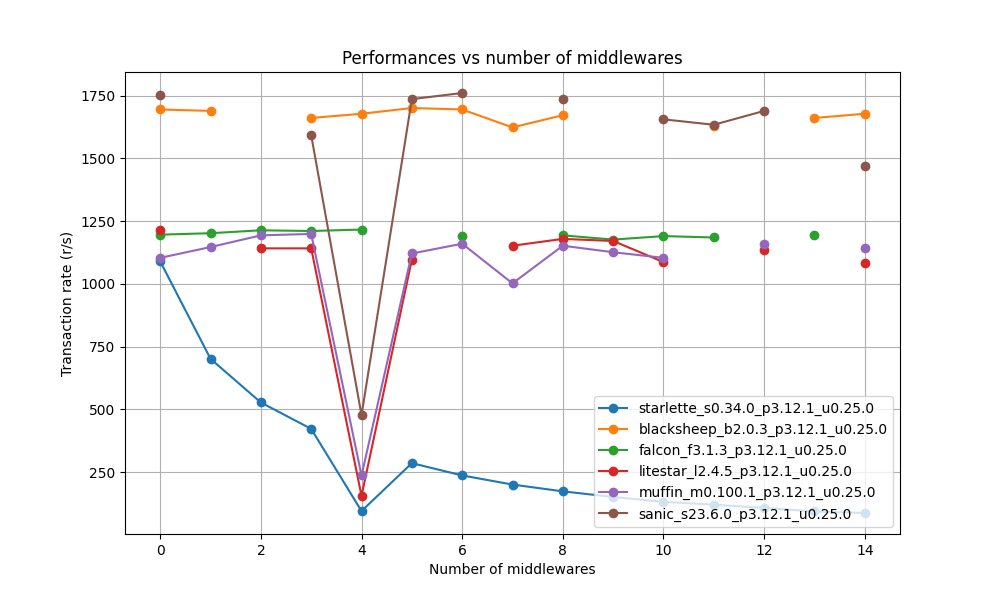 Performances vs number of middlewares
Transaction rate (r/s)
1750
1500
1250
1000
750
500
250
0 2 4 6 8 10 12 14
Number of middlewares
starlette_s0.34.0_p3.12.1_u0.25.0
blacksheep_b2.0.3_p3.12.1_u0.25.0
falcon_f3.1.3_p3.12.1_u0.25.0
litestar_l2.4.5_p3.12.1_u0.25.0
muffin_m0.100.1_p3.12.1_u0.25.0
sanic_s23.6.0_p3.12.1_u0.25.0